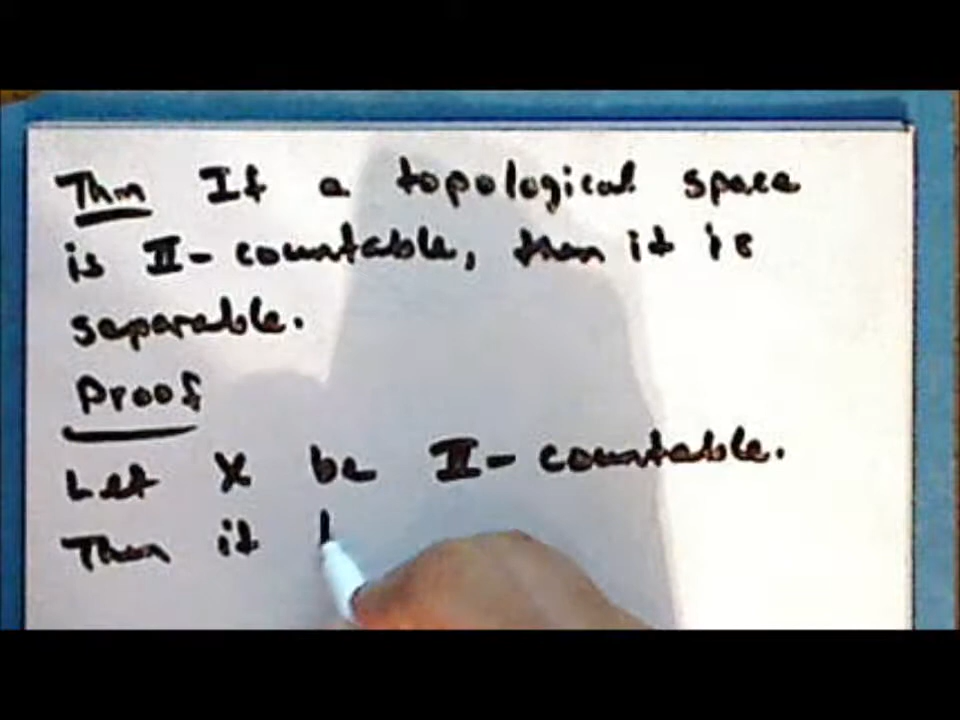 Thm If a topological space
is II-countable, then it is
separable.
Proof
Let X be II-countable.
Then it